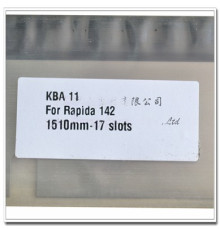 KBA 11
限公司
For Rapida 142
Ltd
1510mm-17 slots